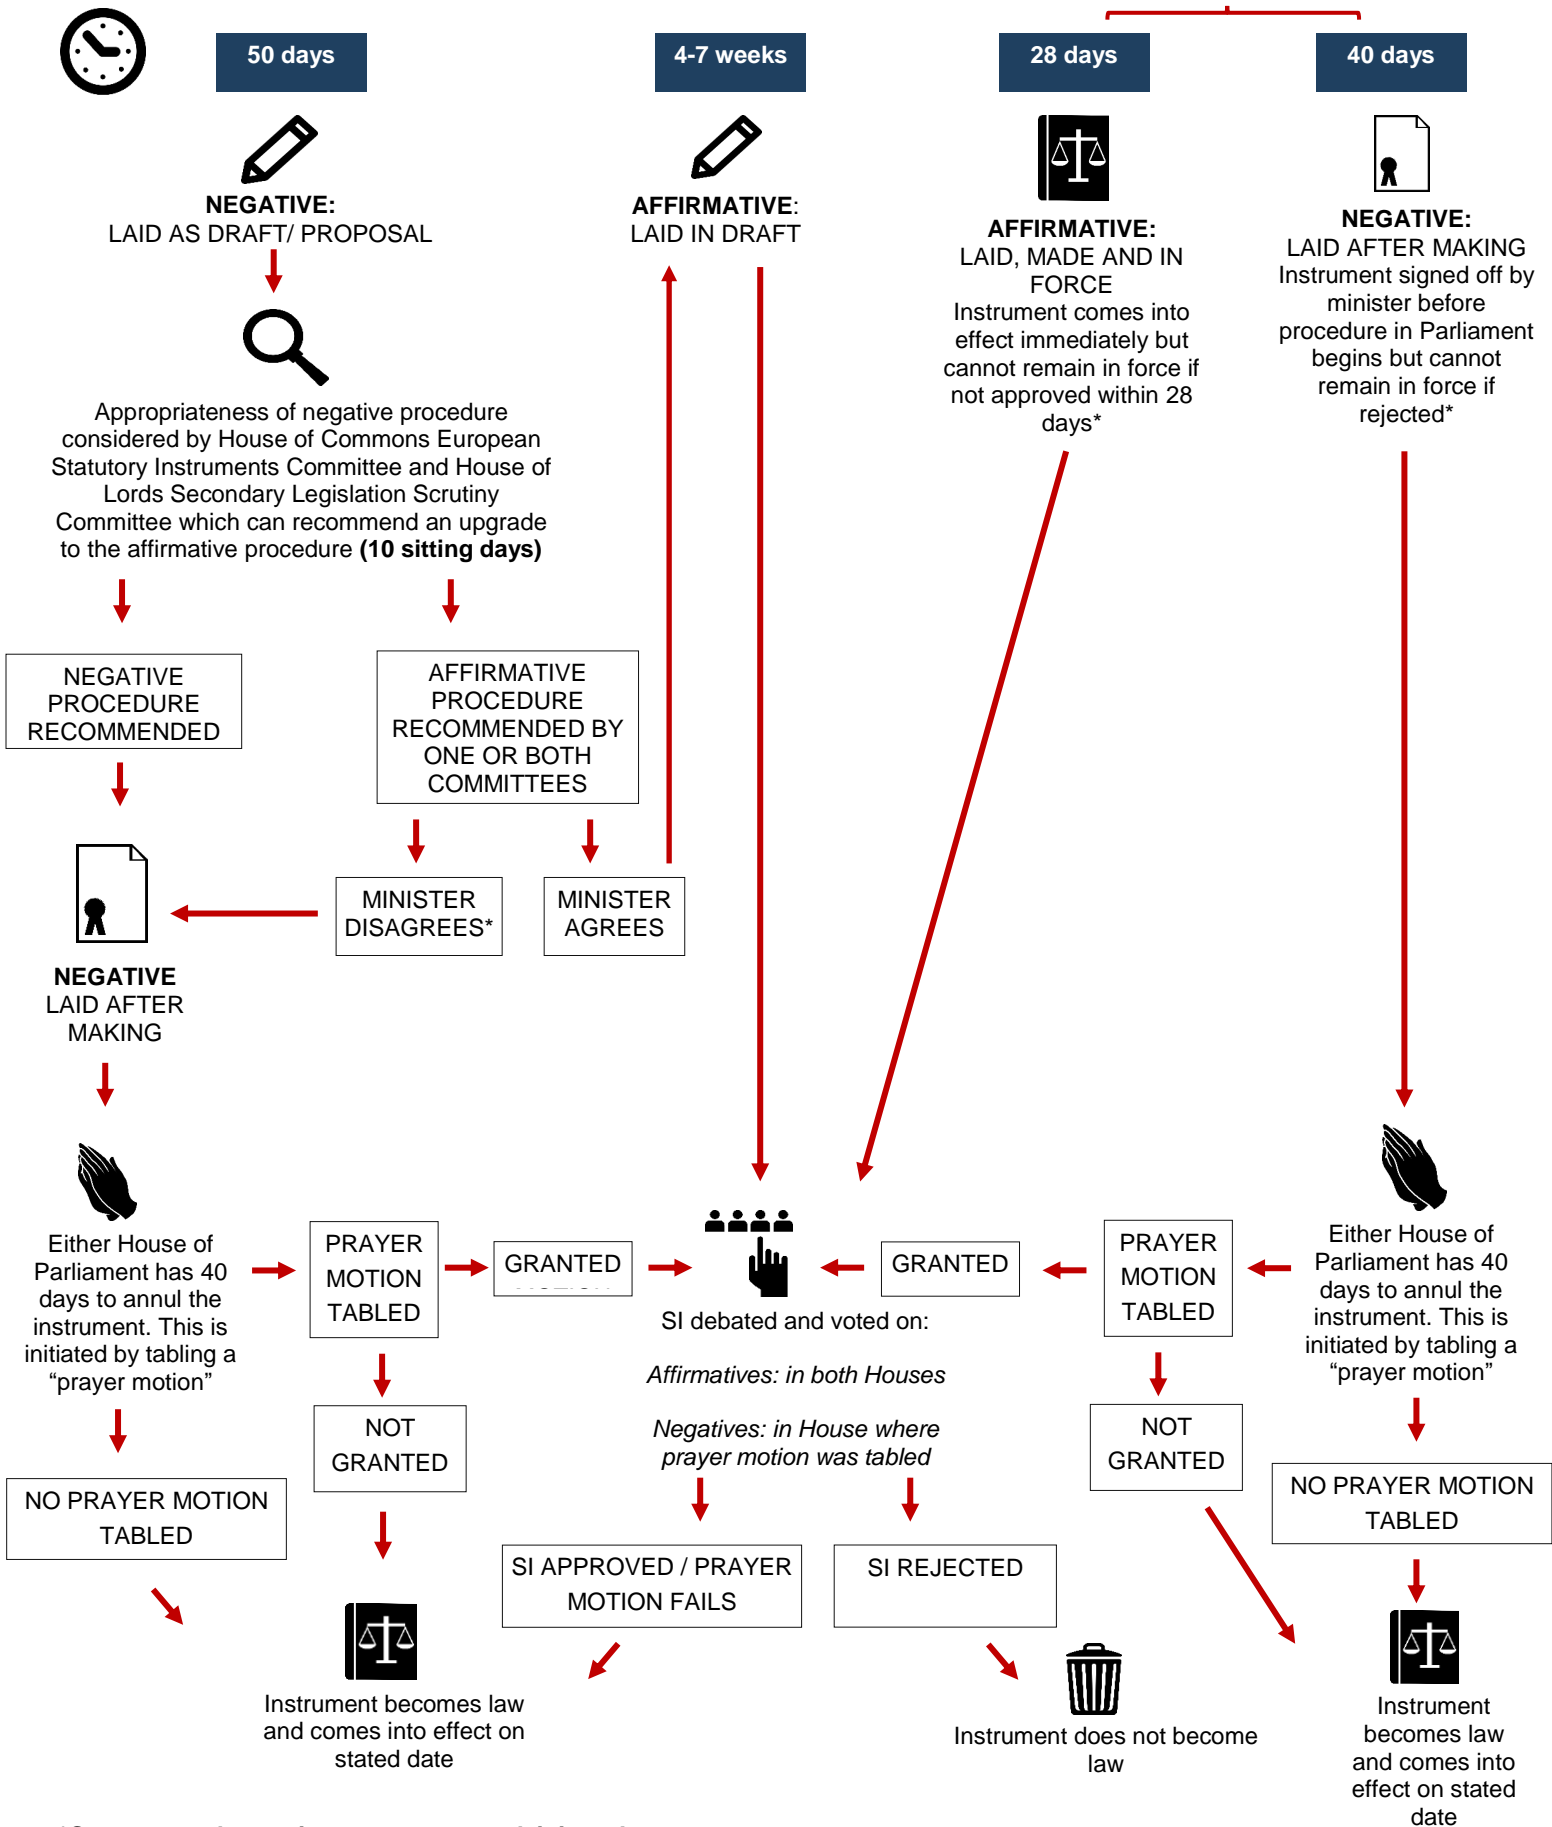 50 days
4-7 weeks
28 days
40 days
NEGATIVE:
LAID AS DRAFT/ PROPOSAL
Appropriateness of negative procedure
considered by House of Commons European
Statutory Instruments Committee and House of
Lords Secondary Legislation Scrutiny
Committee which can recommend an upgrade
to the affirmative procedure (10 sitting days)
AFFIRMATIVE:
LAID IN DRAFT
AFFIRMATIVE:
LAID, MADE AND IN
FORCE
Instrument comes into
effect immediately but
cannot remain in force if
not approved within 28
days*
NEGATIVE:
LAID AFTER MAKING
Instrument signed off by
minister before
procedure in Parliament
begins but cannot
remain in force if
rejected*
NEGATIVE
PROCEDURE
RECOMMENDED
AFFIRMATIVE
PROCEDURE
RECOMMENDED BY
ONE OR BOTH
COMMITTEES
MINISTER
DISAGREES*
MINISTER
AGREES
NEGATIVE
LAID AFTER
MAKING
Either House of
Parliament has 40
days to annul the
instrument. This is
initiated by tabling a
“prayer motion”
PRAYER
MOTION
TABLED
GRANTED
SI debated and voted on:
Affirmatives: in both Houses
Negatives: in House where
prayer motion was tabled
GRANTED
PRAYER
MOTION
TABLED
Either House of
Parliament has 40
days to annul the
instrument. This is
initiated by tabling a
“prayer motion”
NOT
GRANTED
NOT
GRANTED
NO PRAYER MOTION
TABLED
NO PRAYER MOTION
TABLED
SI APPROVED / PRAYER
MOTION FAILS
SI REJECTED
Instrument becomes law
and comes into effect on
stated date
Instrument does not become
law
Instrument
becomes law
and comes into
effect on stated
date